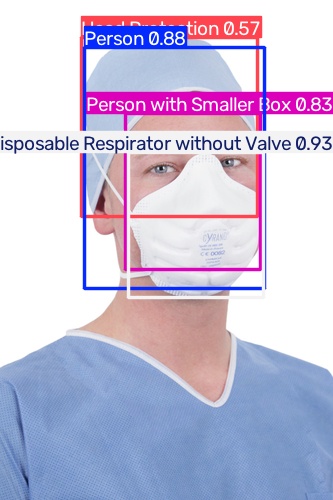 Head Protection 0.57
Person 0.88
Person with Smaller Box 0.83
isposable Respirator without Valve 0.93